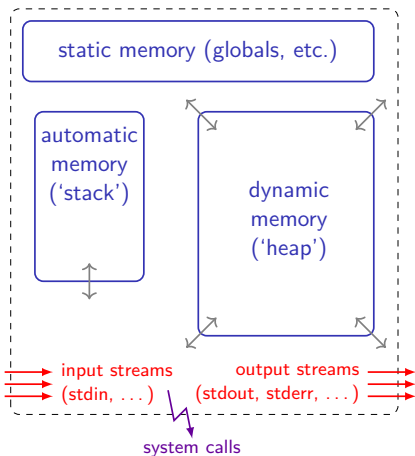 static memory (globals, etc.)
automatic
memory
(‘stack’)
dynamic
memory
(‘heap’)
input streams
(stdin, . . . )
output streams
(stdout, stderr, . . . )
system calls